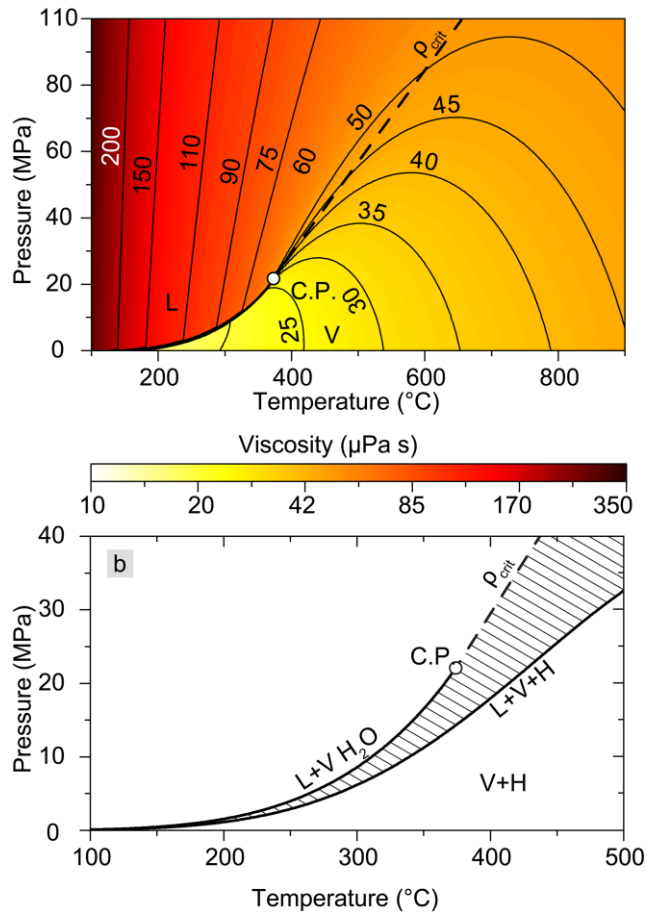 110
80
60
40
20
0
Pressure (MPa)
200
150
110
90
75
60
50
ρcrit
45
40
35
30
25
L
C.P.
V
200 400 600 800
Temperature (°C)
Viscosity (µPa s)
10 20 42 85 170 350
b
40
30
20
10
0
Pressure (MPa)
ρcrit
C.P
L+V H₂O
L+V+H
V+H
100 200 300 400 500
Temperature (°C)